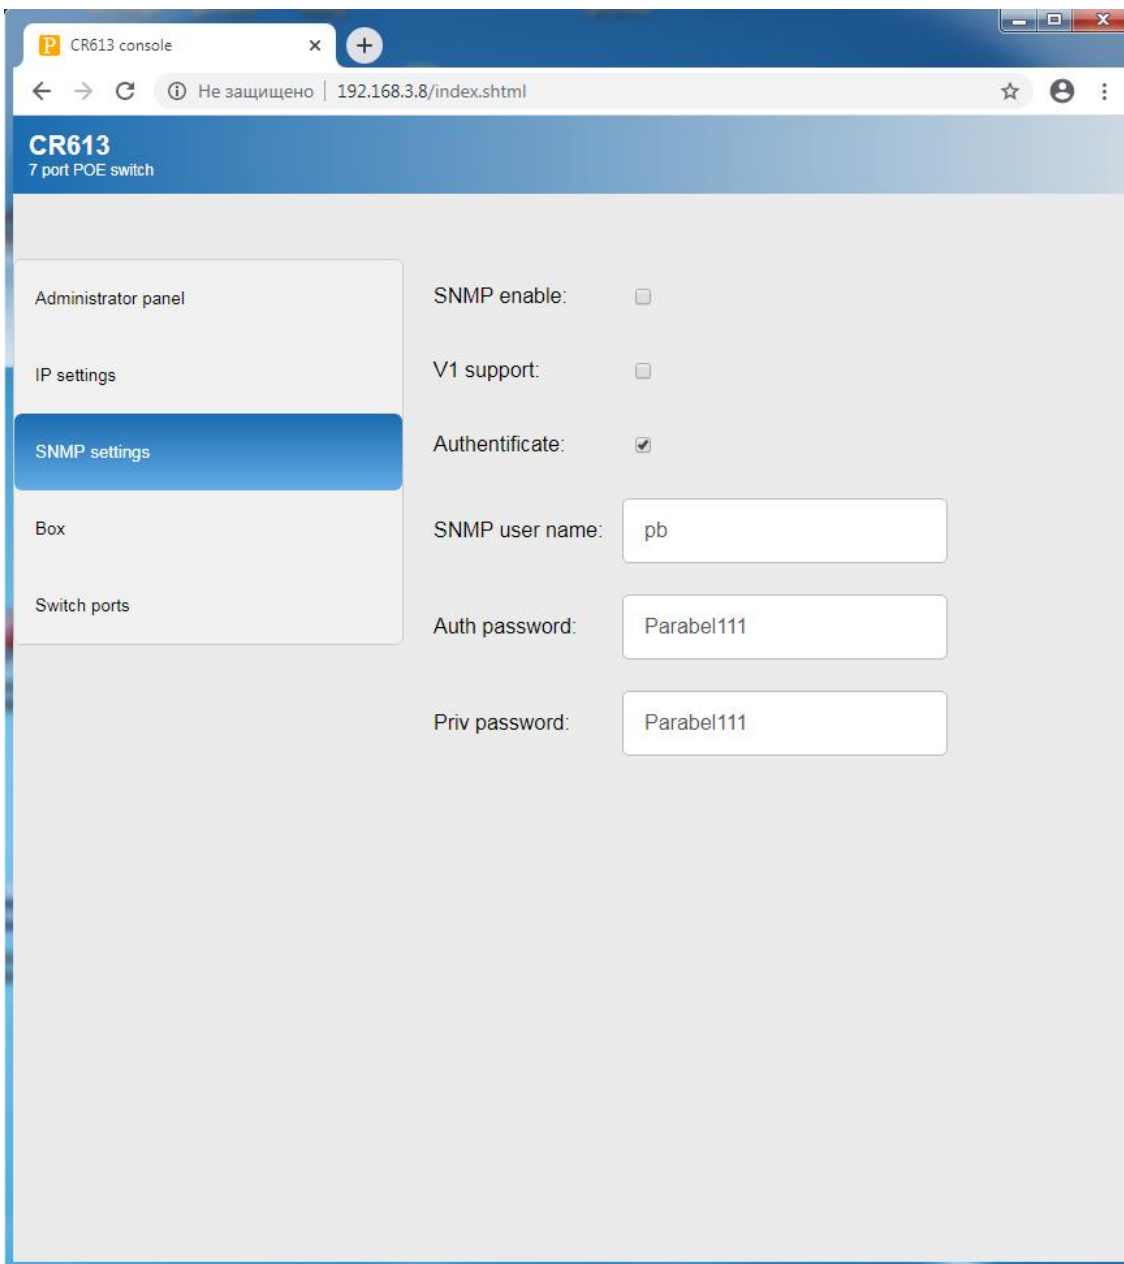 P CR613 console
Не защищено | 192.168.3.8/index.shtml
CR613
7 port POE switch
Administrator panel
IP settings
SNMP settings
Box
Switch ports
SNMP enable:
V1 support:
Authentificate:
SNMP user name: pb
Auth password: Parabel111
Priv password: Parabel111